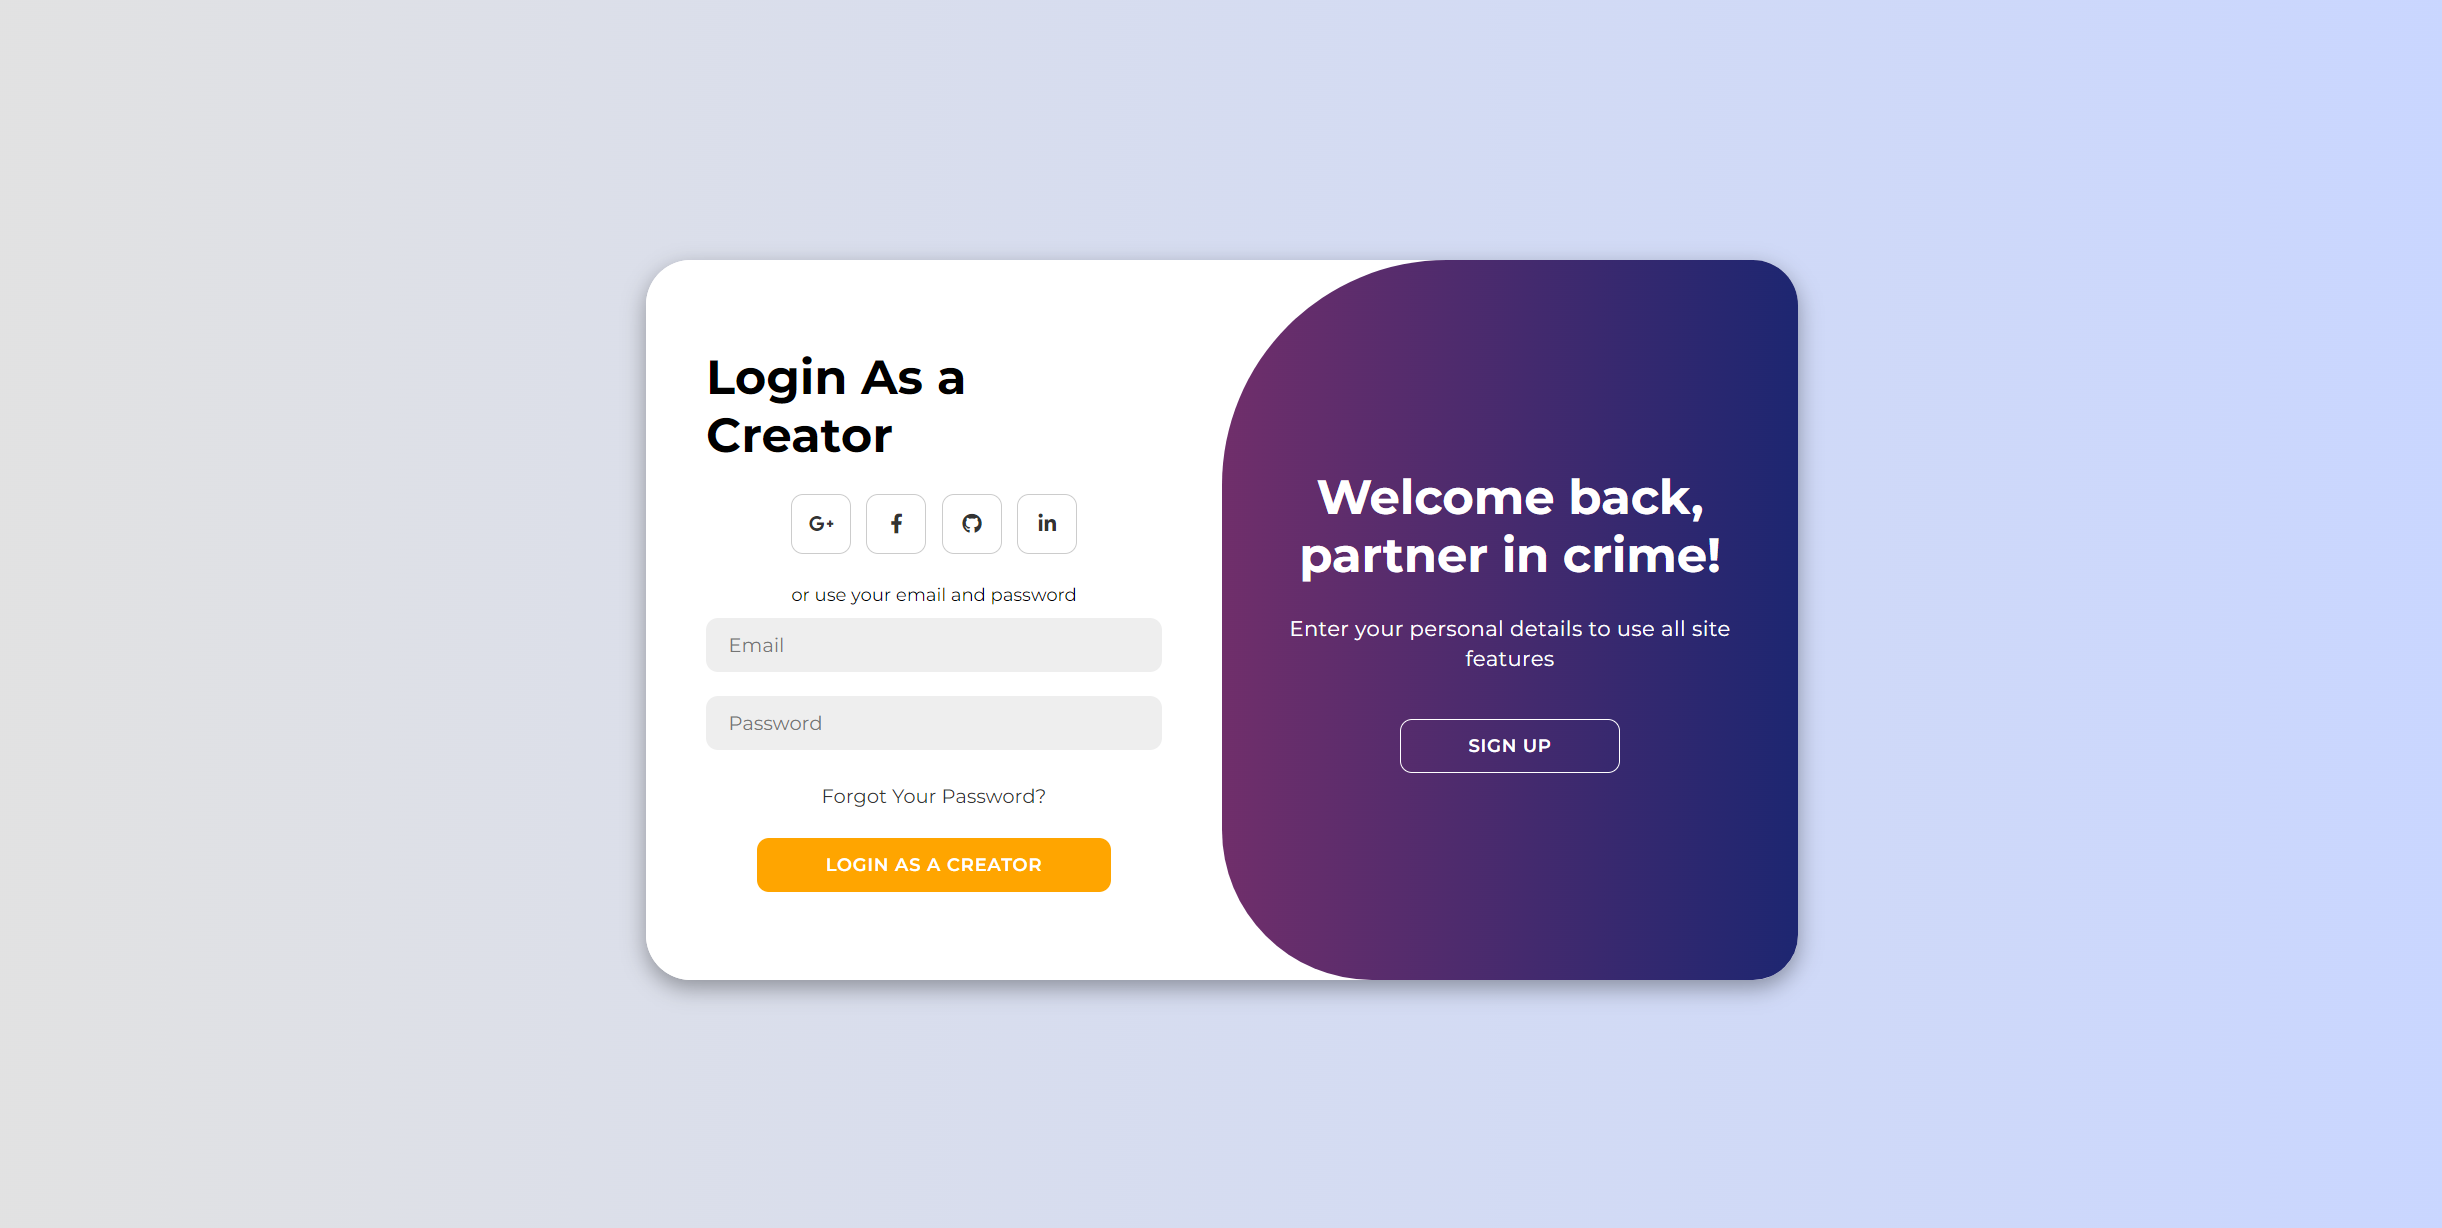 Login As a
Creator
G+
f
in
or use your email and password
Email
Password
Forgot Your Password?
LOGIN AS A CREATOR
Welcome back,
partner in crime!
Enter your personal details to use all site
features
SIGN UP